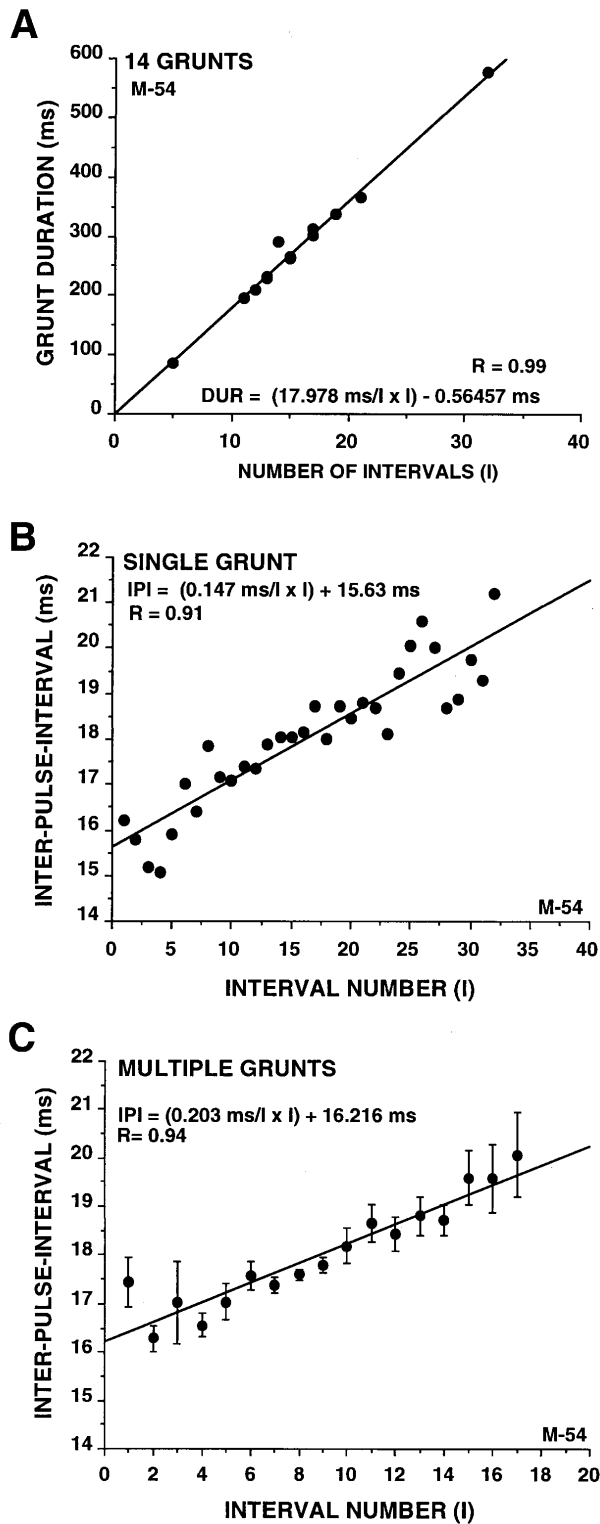 A
14 GRUNTS
M-54
600
500
400
300
200
100
0
GRUNT DURATION (ms)
R = 0.99
DUR = (17.978 ms/I x I) - 0.56457 ms
0 10 20 30 40
NUMBER OF INTERVALS (I)
B
SINGLE GRUNT
IPI = (0.147 ms/I x I) + 15.63 ms
R = 0.91
22
21
20
19
18
17
16
15
14
INTER-PULSE-INTERVAL (ms)
M-54
0 5 10 15 20 25 30 35 40
INTERVAL NUMBER (I)
C
MULTIPLE GRUNTS
IPI = (0.203 ms/I x I) + 16.216 ms
R= 0.94
22
21
20
19
18
17
16
15
14
INTER-PULSE-INTERVAL (ms)
M-54
0 2 4 6 8 10 12 14 16 18 20
INTERVAL NUMBER (I)